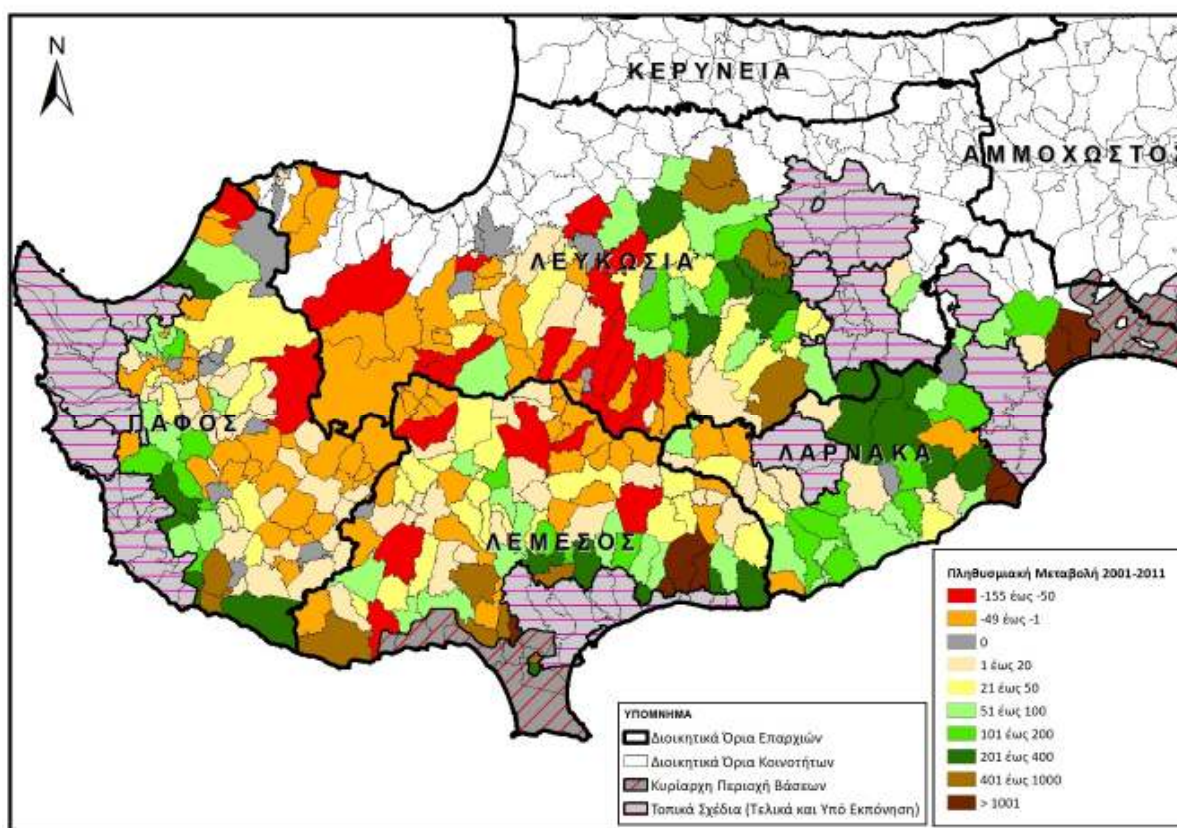 N
ΚΕΡΥΝΕΙΑ
ΑΜΜΟΧΩΣΤΟΣ
ΛΕΥΚΩΣΙΑ
ΠΑΦΟΣ
ΛΑΡΝΑΚΑ
ΛΕΜΕΣΟΣ
Πληθυσμιακή Μεταβολή 2001-2011
-155 έως -50
-49 έως -1
0
1 έως 20
21 έως 50
51 έως 100
101 έως 200
201 έως 400
401 έως 1000
> 1001
ΥΠΟΜΝΗΜΑ
Διοικητικά Όρια Επαρχιών
Διοικητικά Όρια Κοινοτήτων
Κυρίαρχη Περιοχή Βάσεων
Τοπικά Σχέδια (Τελικά και Υπό Εκπόνηση)